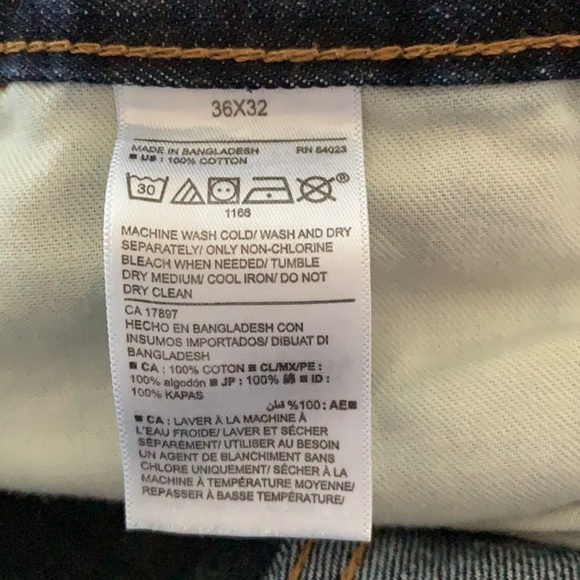 36X32
MADE IN BANGLADESH RN 54023
■ US : 100% COTTON
30
®
1168
MACHINE WASH COLD/ WASH AND DRY
SEPARATELY/ ONLY NON-CHLORINE
BLEACH WHEN NEEDED/ TUMBLE
DRY MEDIUM/ COOL IRON/ DO NOT
DRY CLEAN
CA 17897
HECHO EN BANGLADESH CON
INSUMOS IMPORTADOS/ DIBUAT DI
BANGLADESH
■ CA : 100% COTON ■ CL/MX/PE :
100% algodón ■ JP : 100% 綿 ■ ID :
100% KAPAS
■AE :100% قطن
■ CA : LAVER À LA MACHINE À
L'EAU FROIDE/ LAVER ET SÉCHER
SÉPARÉMENT/ UTILISER AU BESOIN
UN AGENT DE BLANCHIMENT SANS
CHLORE UNIQUEMENT/ SÉCHER À LA
MACHINE À TEMPÉRATURE MOYENNE/
REPASSER À BASSE TEMPÉRATURE/